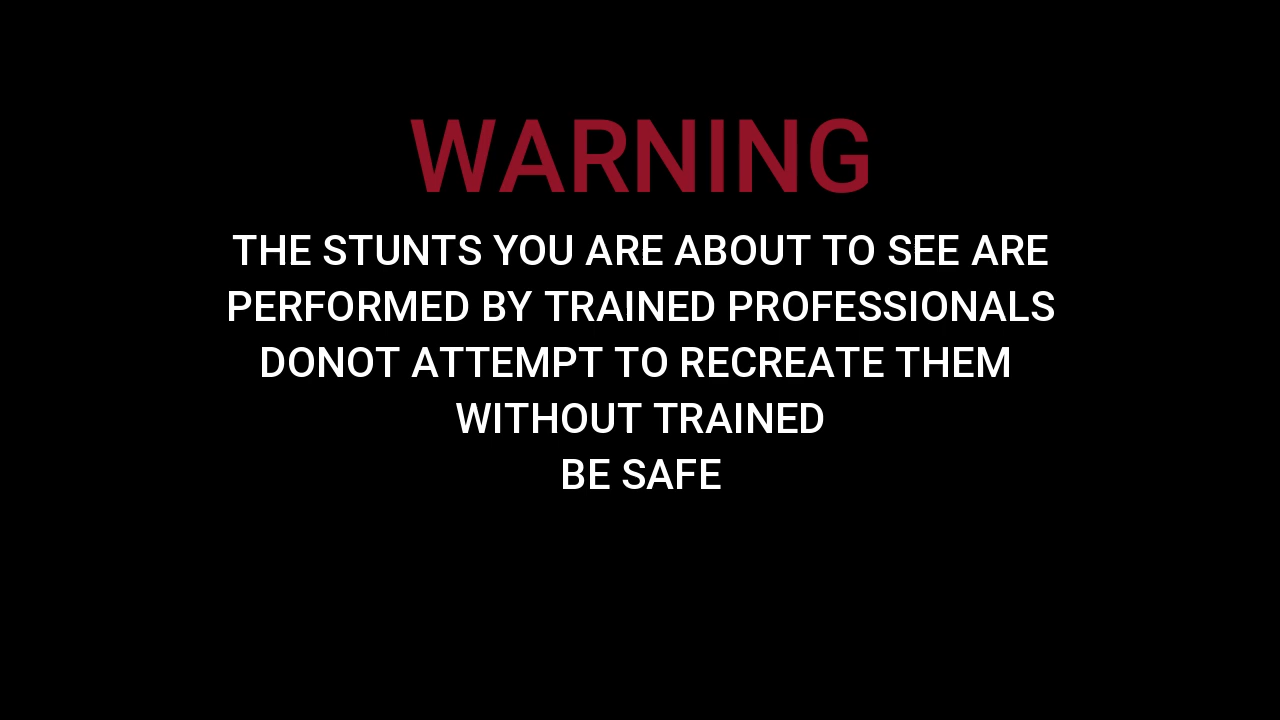 WARNING
THE STUNTS YOU ARE ABOUT TO SEE ARE
PERFORMED BY TRAINED PROFESSIONALS
DONOT ATTEMPT TO RECREATE THEM
WITHOUT TRAINED
BE SAFE